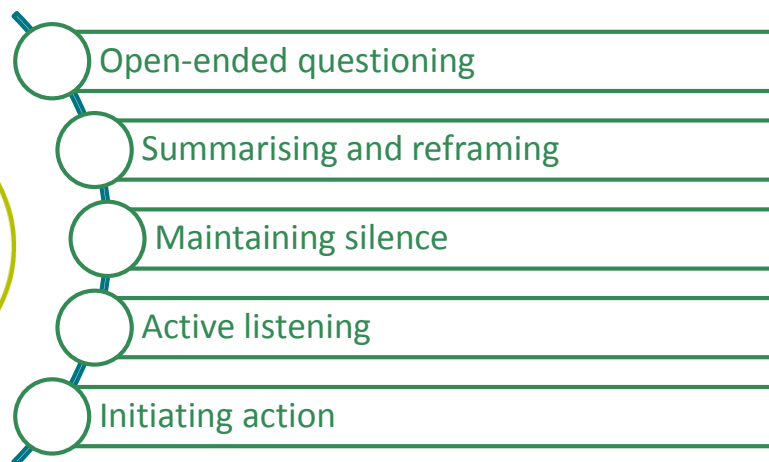 Open-ended questioning
Summarising and reframing
Maintaining silence
Active listening
Initiating action